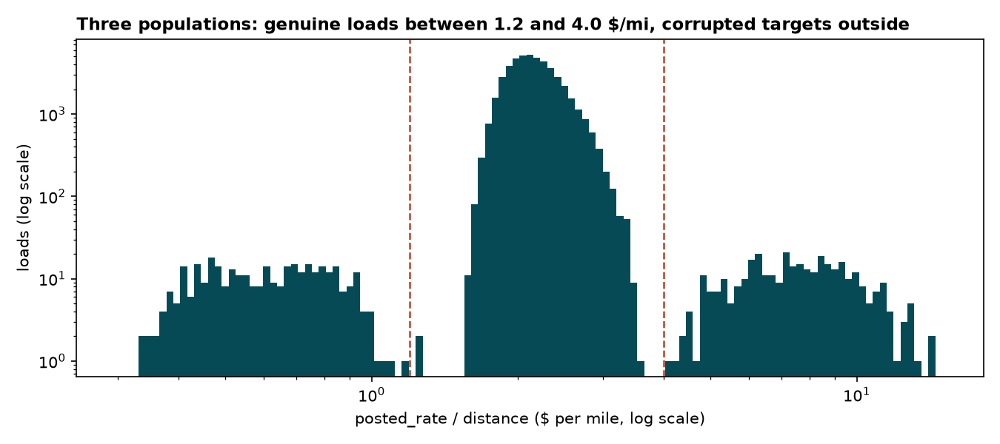 Three populations: genuine loads between 1.2 and 4.0 $/mi, corrupted targets outside
loads (log scale)
10³
10²
10¹
10⁰
10⁰ 10¹
posted_rate / distance ($ per mile, log scale)